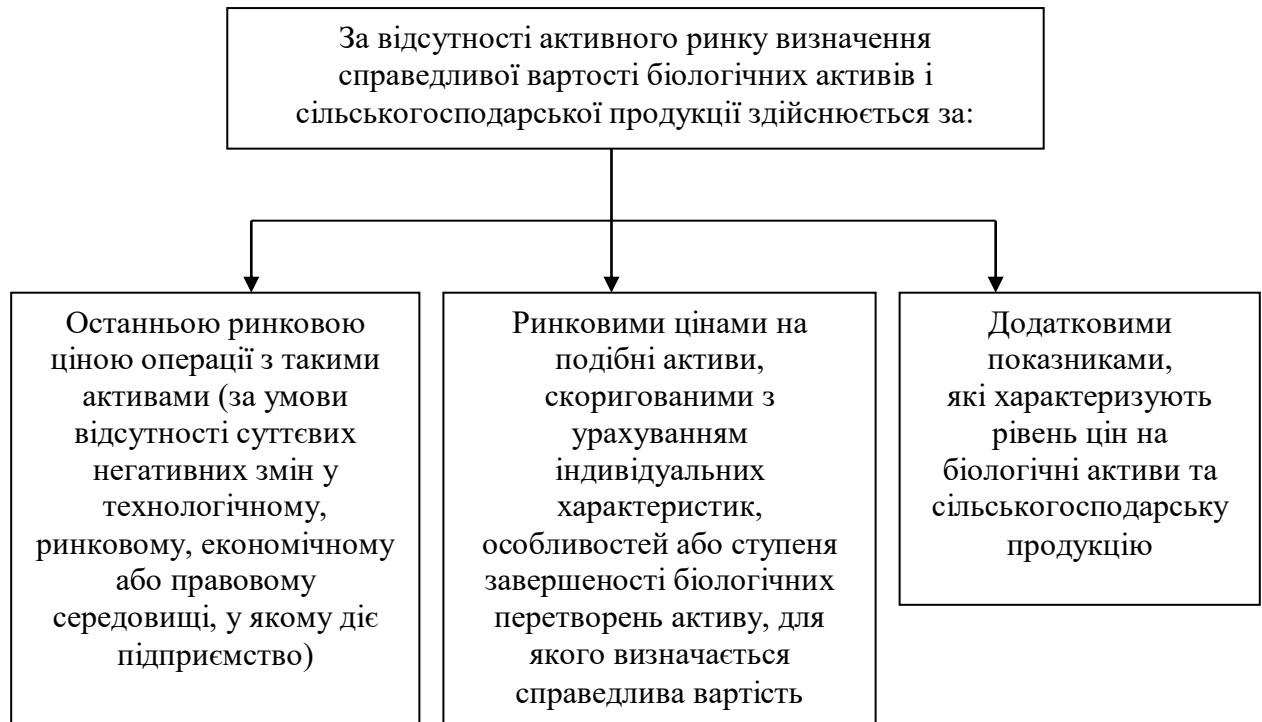 За відсутності активного ринку визначення
справедливої вартості біологічних активів і
сільськогосподарської продукції здійснюється за:
Останньою ринковою
ціною операції з такими
активами (за умови
відсутності суттєвих
негативних змін у
технологічному,
ринковому, економічному
або правовому
середовищі, у якому діє
підприємство)
Ринковими цінами на
подібні активи,
скоригованими з
урахуванням
індивідуальних
характеристик,
особливостей або ступеня
завершеності біологічних
перетворень активу, для
якого визначається
справедлива вартість
Додатковими
показниками,
які характеризують
рівень цін на
біологічні активи та
сільськогосподарську
продукцію